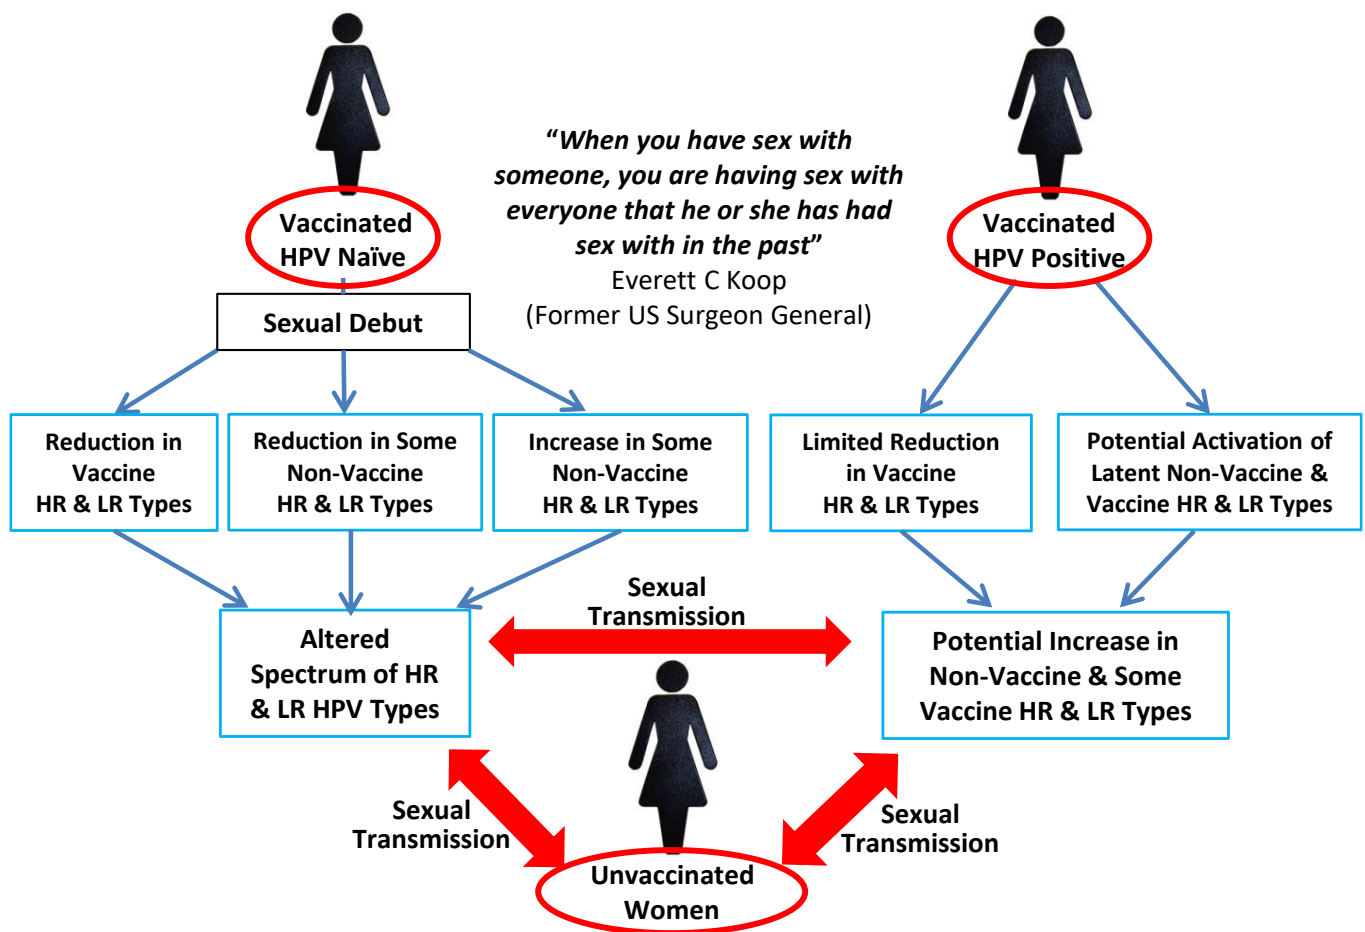 “When you have sex with
someone, you are having sex with
everyone that he or she has had
sex with in the past”
Everett C Koop
(Former US Surgeon General)
Vaccinated
HPV Naïve
Vaccinated
HPV Positive
Sexual Debut
Reduction in
Vaccine
HR & LR Types
Reduction in Some
Non-Vaccine
HR & LR Types
Increase in Some
Non-Vaccine
HR & LR Types
Limited Reduction
in Vaccine
HR & LR Types
Potential Activation of
Latent Non-Vaccine &
Vaccine HR & LR Types
Sexual
Transmission
Altered
Spectrum of HR
& LR HPV Types
Potential Increase in
Non-Vaccine & Some
Vaccine HR & LR Types
Sexual
Transmission
Sexual
Transmission
Unvaccinated
Women